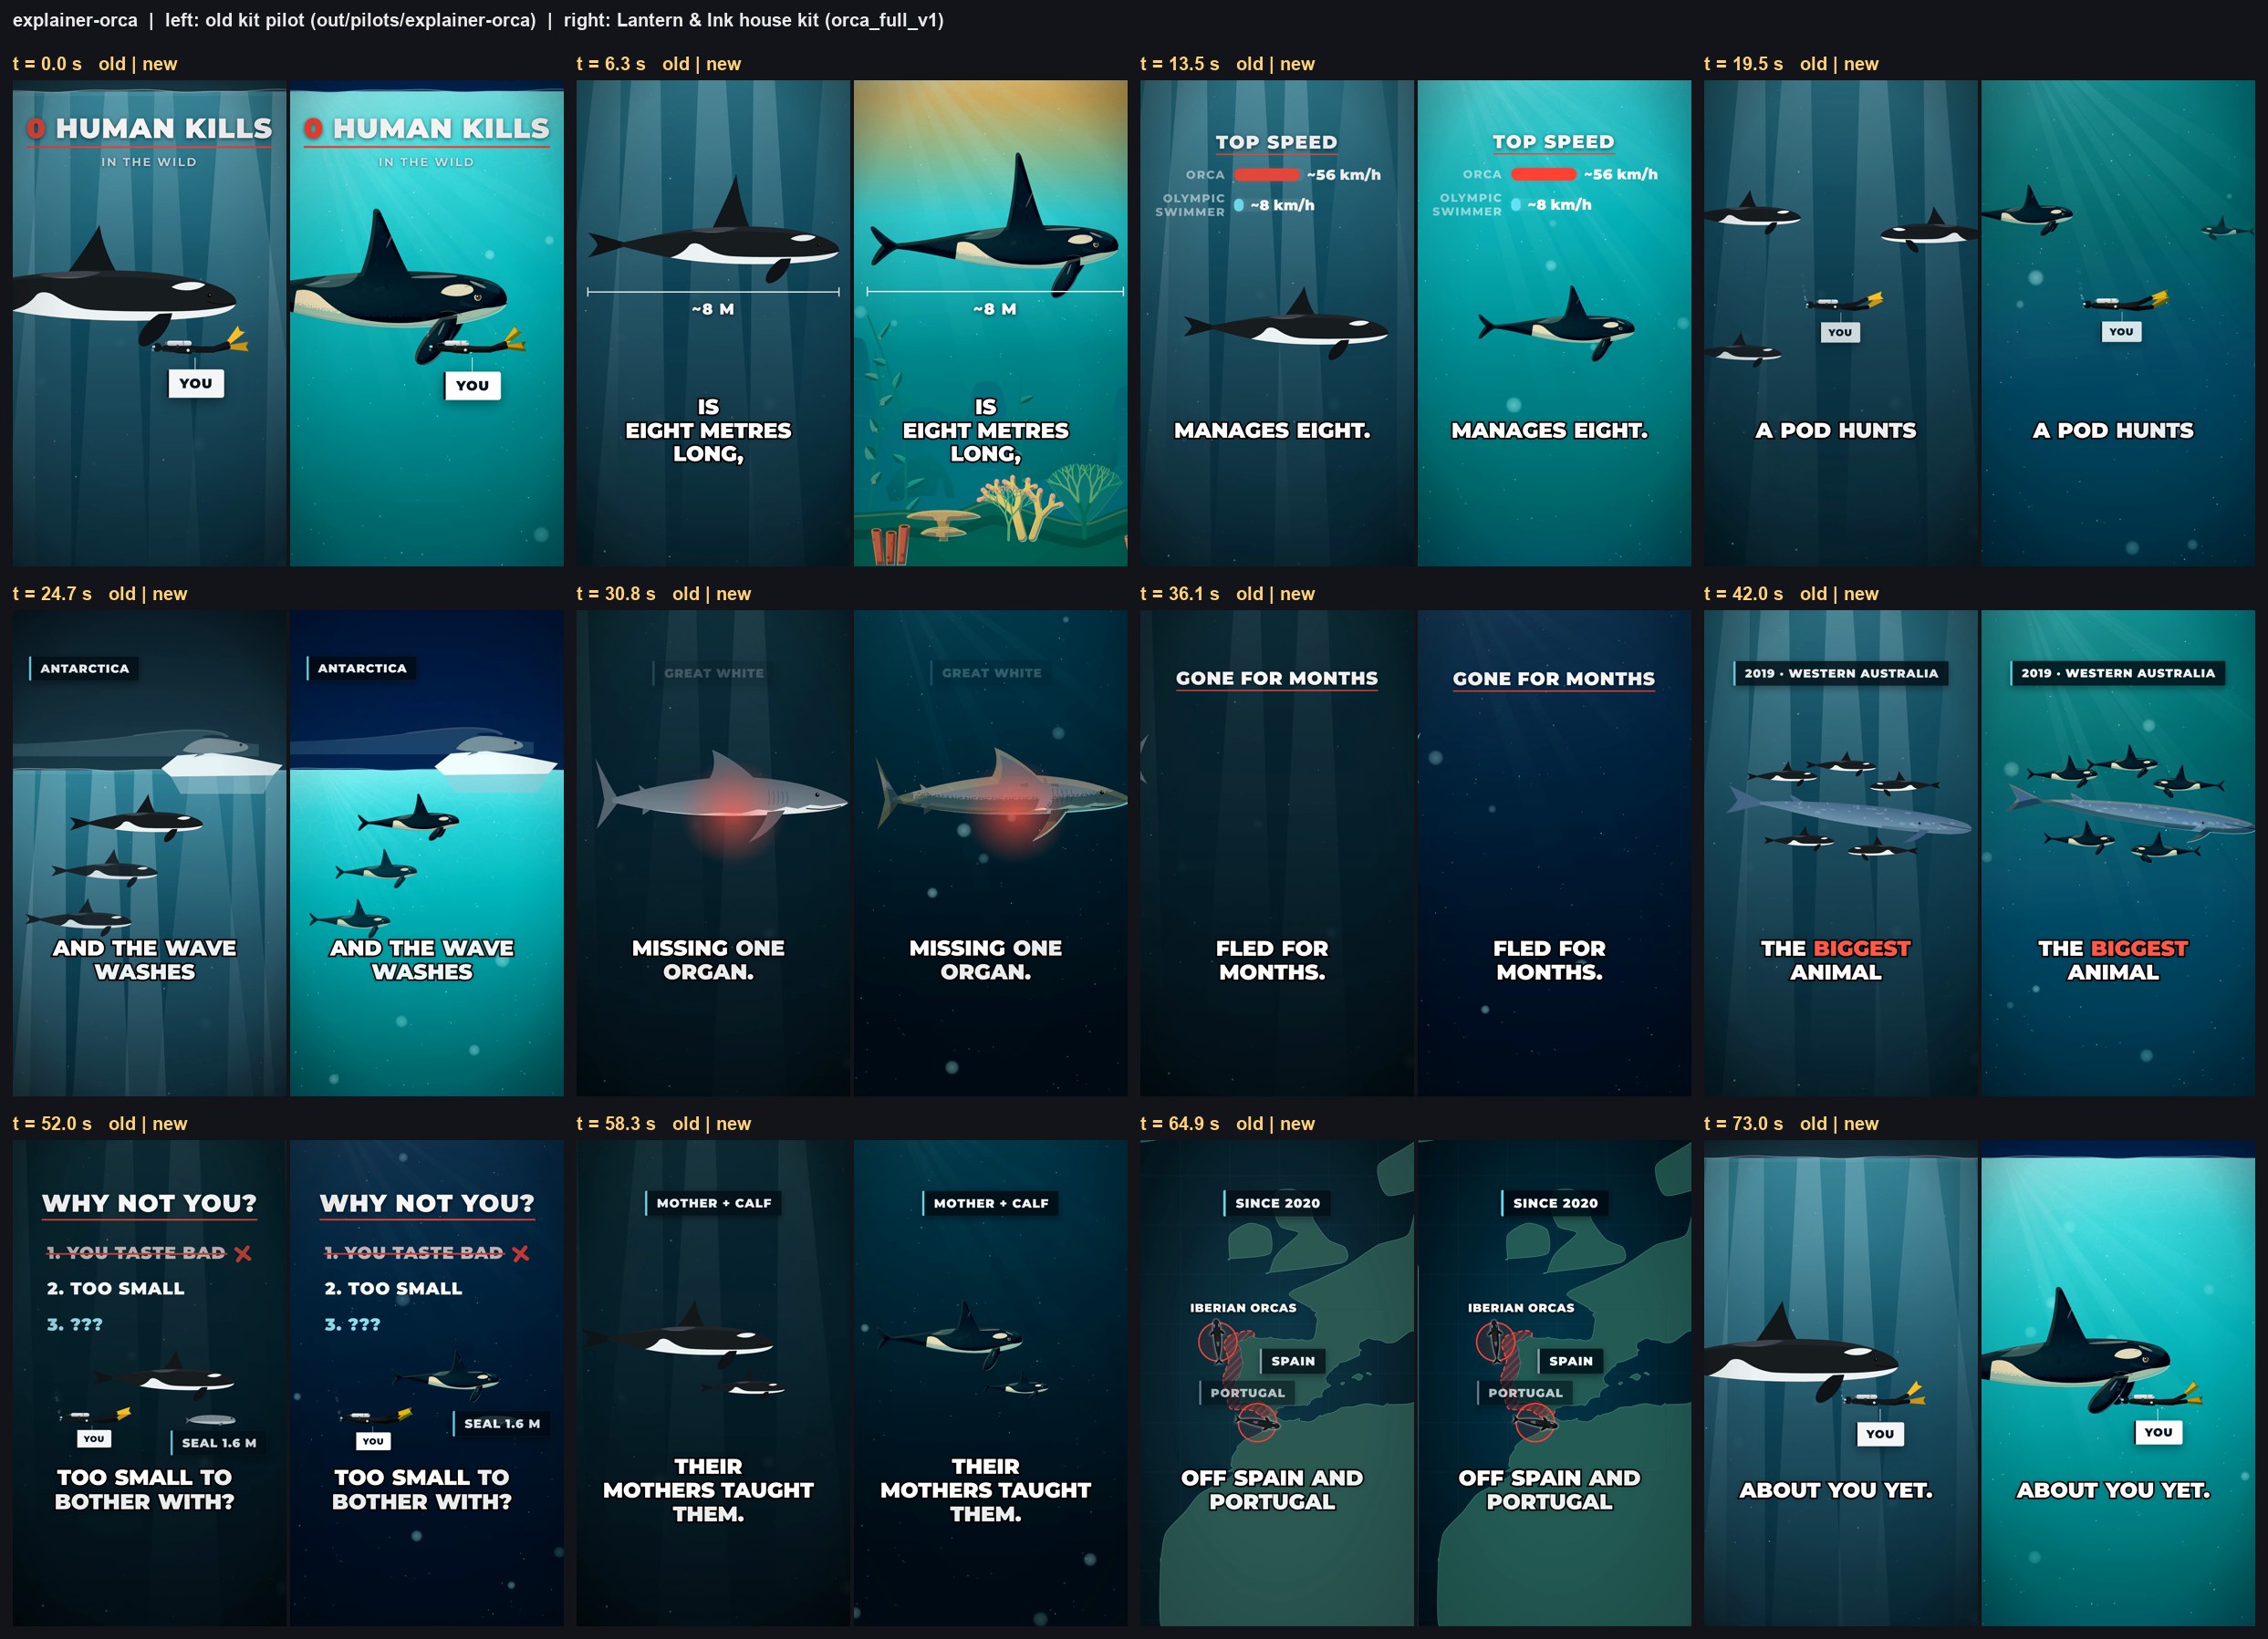 explainer-orca | left: old kit pilot (out/pilots/explainer-orca) | right: Lantern & Ink house kit (orca_full_v1)
t = 0.0 s old | new
0 HUMAN KILLS
IN THE WILD
YOU
0 HUMAN KILLS
IN THE WILD
YOU
t = 6.3 s old | new
~8 M
IS
EIGHT METRES
LONG,
~8 M
IS
EIGHT METRES
LONG,
t = 13.5 s old | new
TOP SPEED
ORCA ~56 km/h
OLYMPIC
SWIMMER ~8 km/h
MANAGES EIGHT.
TOP SPEED
ORCA ~56 km/h
OLYMPIC
SWIMMER ~8 km/h
MANAGES EIGHT.
t = 19.5 s old | new
YOU
A POD HUNTS
YOU
A POD HUNTS
t = 24.7 s old | new
ANTARCTICA
AND THE WAVE
WASHES
ANTARCTICA
AND THE WAVE
WASHES
t = 30.8 s old | new
GREAT WHITE
MISSING ONE
ORGAN.
GREAT WHITE
MISSING ONE
ORGAN.
t = 36.1 s old | new
GONE FOR MONTHS
FLED FOR
MONTHS.
GONE FOR MONTHS
FLED FOR
MONTHS.
t = 42.0 s old | new
2019 • WESTERN AUSTRALIA
THE BIGGEST
ANIMAL
2019 • WESTERN AUSTRALIA
THE BIGGEST
ANIMAL
t = 52.0 s old | new
WHY NOT YOU?
1. YOU TASTE BAD
2. TOO SMALL
3. ???
YOU
SEAL 1.6 M
TOO SMALL TO
BOTHER WITH?
WHY NOT YOU?
1. YOU TASTE BAD
2. TOO SMALL
3. ???
YOU
SEAL 1.6 M
TOO SMALL TO
BOTHER WITH?
t = 58.3 s old | new
MOTHER + CALF
THEIR
MOTHERS TAUGHT
THEM.
MOTHER + CALF
THEIR
MOTHERS TAUGHT
THEM.
t = 64.9 s old | new
SINCE 2020
IBERIAN ORCAS
SPAIN
PORTUGAL
OFF SPAIN AND
PORTUGAL
SINCE 2020
IBERIAN ORCAS
SPAIN
PORTUGAL
OFF SPAIN AND
PORTUGAL
t = 73.0 s old | new
YOU
ABOUT YOU YET.
YOU
ABOUT YOU YET.